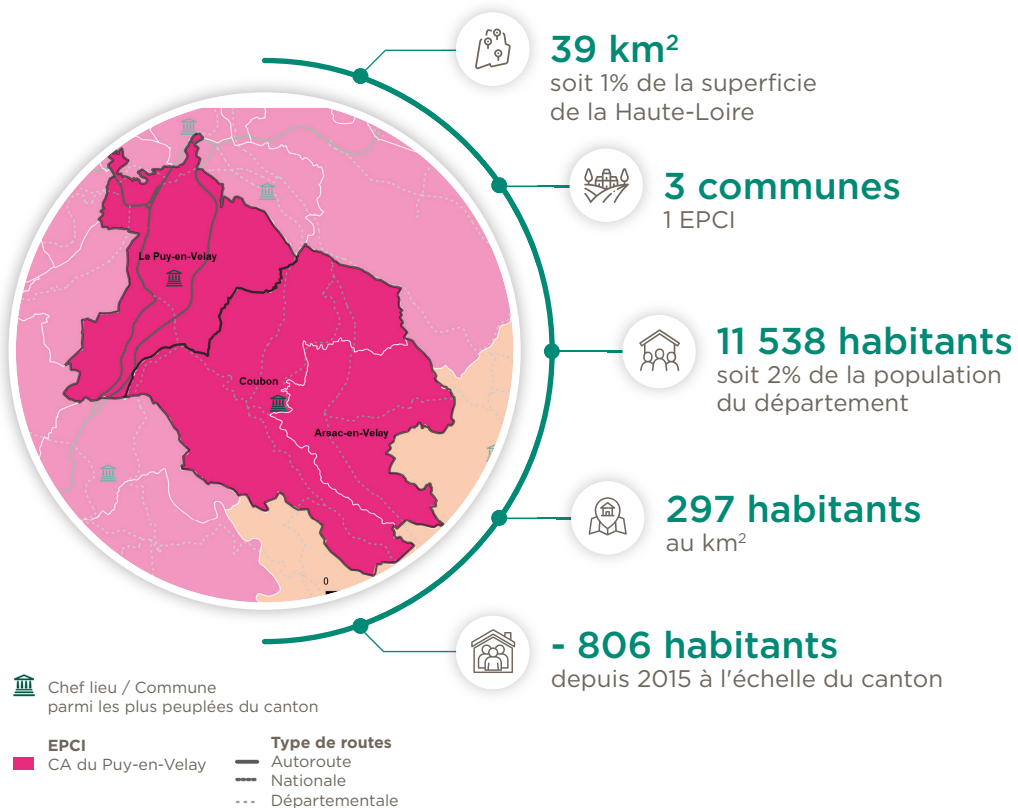 39 km²
soit 1% de la superficie
de la Haute-Loire
3 communes
1 EPCI
Le Puy-en-Velay
11 538 habitants
soit 2% de la population
du département
Coubon
Arsac-en-Velay
297 habitants
au km²
0
- 806 habitants
depuis 2015 à l'échelle du canton
Chef lieu / Commune
parmi les plus peuplées du canton
EPCI
CA du Puy-en-Velay
Type de routes
Autoroute
Nationale
Départementale